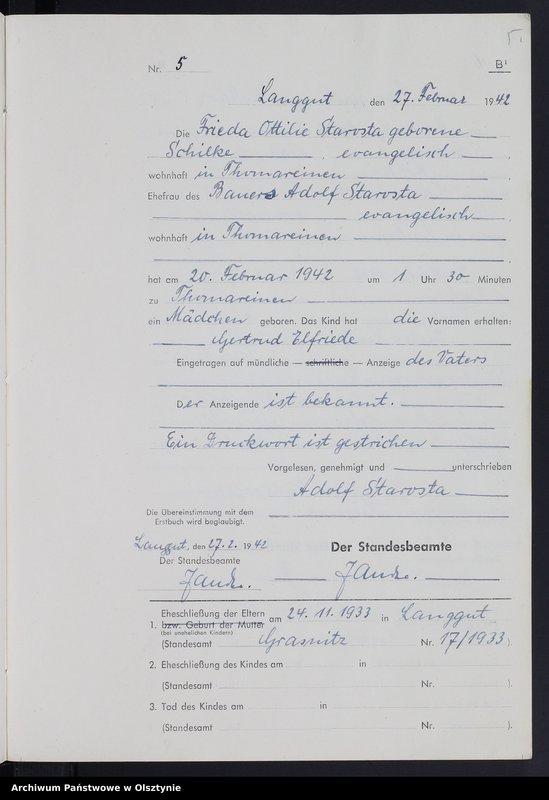 Nr. 5
B¹
Langgut den 27. Februar 1942
Die Frieda Ottilie Starosta geborene
Schilke, evangelisch,
wohnhaft in Thomareinen
Ehefrau des Bauers Adolf Starosta
evangelisch,
wohnhaft in Thomareinen
hat am 20. Februar 1942 um 1 Uhr 30 Minuten
zu Thomareinen
ein Mädchen geboren. Das Kind hat die Vornamen erhalten:
Gertrud Elfriede
Eingetragen auf mündliche — schriftliche — Anzeige des Vaters
Der Anzeigende ist bekannt.
Ein Druckwort ist gestrichen
Vorgelesen, genehmigt und unterschrieben
Adolf Starosta
Die Übereinstimmung mit dem
Erstbuch wird beglaubigt.
Langgut, den 27. 2. 1942
Der Standesbeamte
Der Standesbeamte
Eheschließung der Eltern am 24. 11. 1933 in Langgut
1. bzw. Geburt der Mutter
(bei unehelichen Kindern)
(Standesamt Grasnitz Nr. 17/1933).
2. Eheschließung des Kindes am in
(Standesamt Nr. ).
3. Tod des Kindes am in
(Standesamt Nr. ).
Archiwum Państwowe w Olsztynie